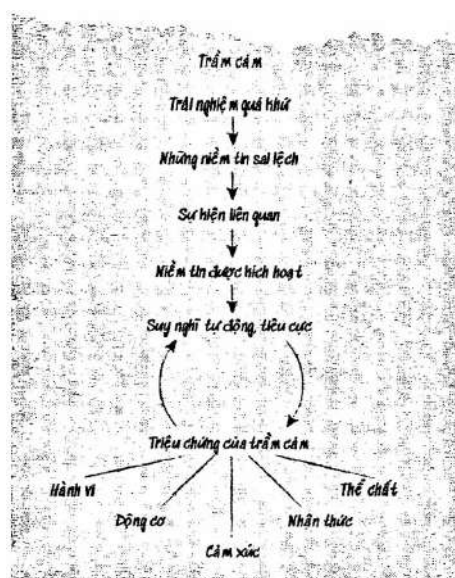 Trầm cảm
Trải nghiệm quá khứ
Những niềm tin sai lệch
Sự hiện liên quan
Niềm tin được kích hoạt
Suy nghĩ tự động, tiêu cực
Triệu chứng của trầm cảm
Hành vi
Thể chất
Động cơ
Nhận thức
Cảm xúc